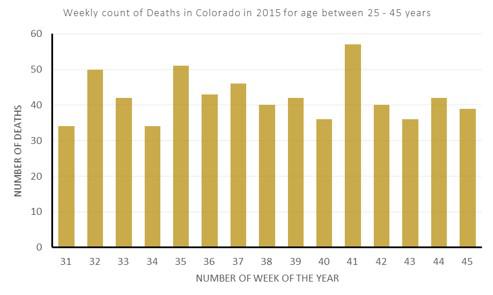 Weekly count of Deaths in Colorado in 2015 for age between 25 - 45 years
60
50
40
30
20
10
0
NUMBER OF DEATHS
31 32 33 34 35 36 37 38 39 40 41 42 43 44 45
NUMBER OF WEEK OF THE YEAR